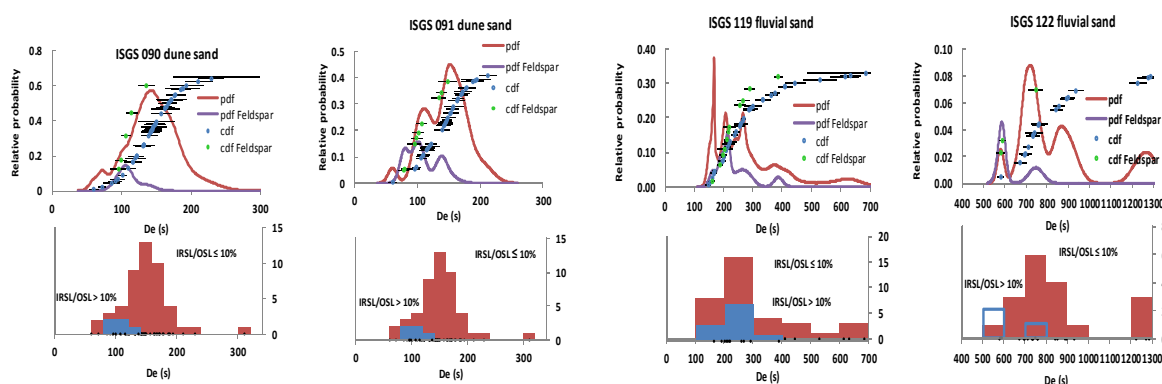 ISGS 090 dune sand
Relative probability
0.8
0.6
0.4
0.2
0
pdf
pdf Feldspar
cdf
cdf Feldspar
0 100 200 300
De (s)
15
10
5
0
IRSL/OSL ≤ 10%
IRSL/OSL > 10%
0 100 200 300
De (s)
ISGS 091 dune sand
Relative probability
0.5
0.4
0.3
0.2
0.1
0
pdf
pdf Feldspar
cdf
cdf Feldspar
0 100 200 300
De (s)
15
10
5
0
IRSL/OSL ≤ 10%
IRSL/OSL > 10%
0 100 200 300
De (s)
ISGS 119 fluvial sand
Relative probability
0.40
0.30
0.20
0.10
0.00
pdf
pdf Feldspar
cdf
cdf Feldspar
0 100 200 300 400 500 600 700
De (s)
20
15
10
5
0
IRSL/OSL ≤ 10%
IRSL/OSL > 10%
0 100 200 300 400 500 600 700
De (s)
ISGS 122 fluvial sand
Relative probability
0.10
0.08
0.06
0.04
0.02
0.00
pdf
pdf Feldspar
cdf
cdf Feldspar
400 500 600 700 800 900 1000 1100 1200 1300
De (s)
IRSL/OSL ≤ 10%
IRSL/OSL > 10%
400 500 600 700 800 900 1000 1100 1200 1300
De (s)